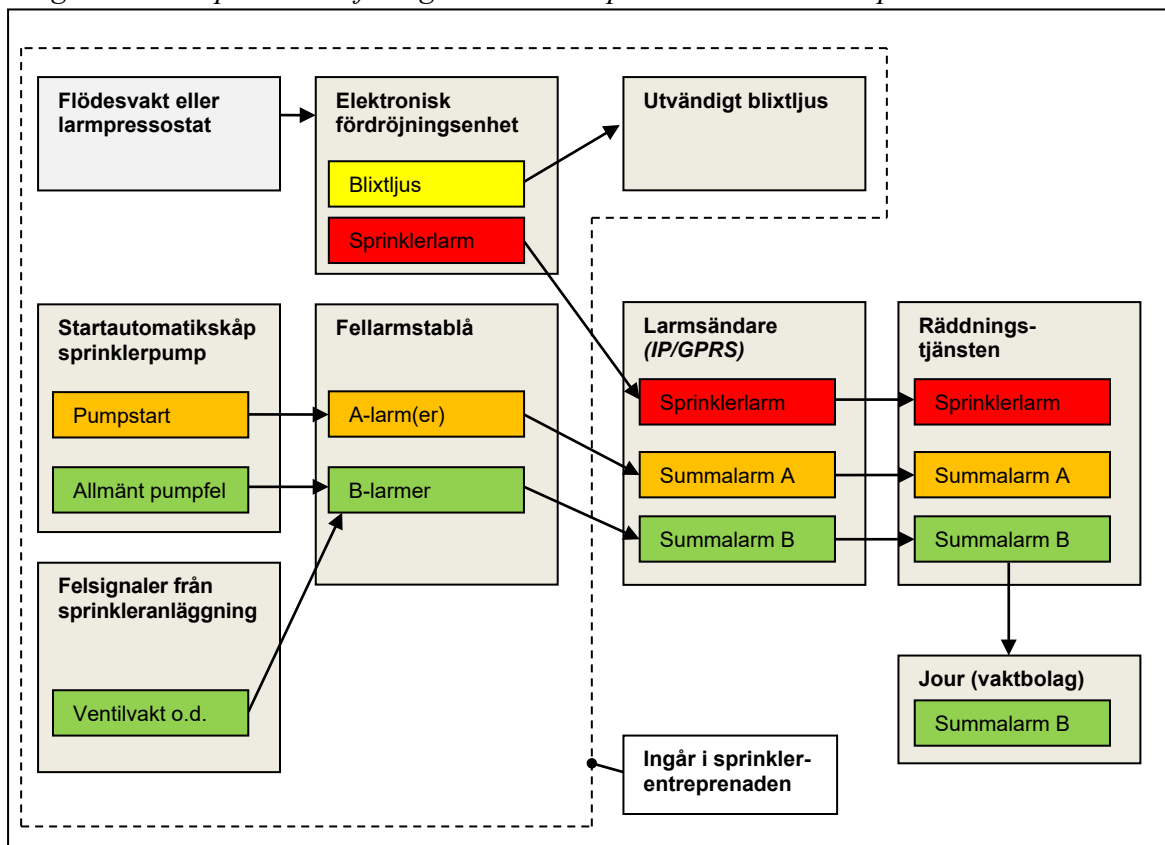 Flödesvakt eller
larmpressostat
Elektronisk
fördröjningsenhet
Blixtljus
Sprinklerlarm
Utvändigt blixtljus
Startautomatikskåp
sprinklerpump
Pumpstart
Allmänt pumpfel
Fellarmstablå
A-larm(er)
B-larmer
Larmsändare
(IP/GPRS)
Sprinklerlarm
Summalarm A
Summalarm B
Räddnings-
tjänsten
Sprinklerlarm
Summalarm A
Summalarm B
Felsignaler från
sprinkleranläggning
Ventilvakt o.d.
Jour (vaktbolag)
Summalarm B
Ingår i sprinkler-
entreprenaden